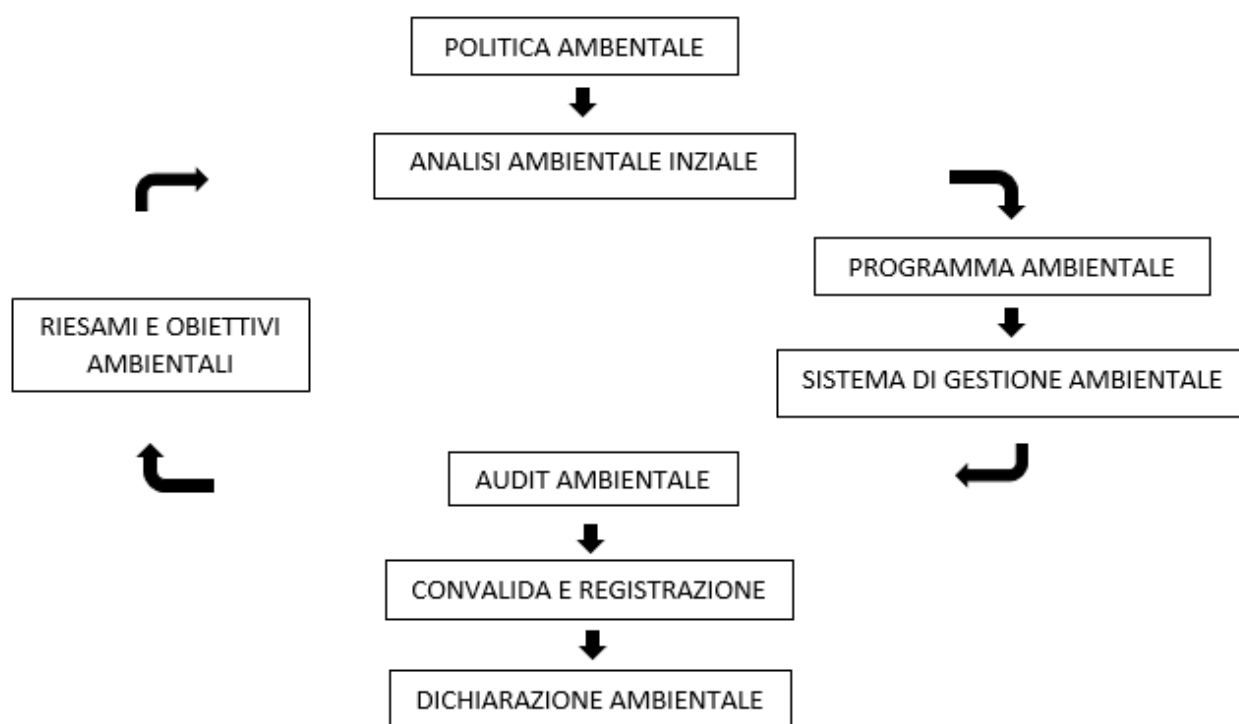 POLITICA AMBENTALE
ANALISI AMBIENTALE INZIALE
PROGRAMMA AMBIENTALE
SISTEMA DI GESTIONE AMBIENTALE
AUDIT AMBIENTALE
CONVALIDA E REGISTRAZIONE
DICHIARAZIONE AMBIENTALE
RIESAMI E OBIETTIVI
AMBIENTALI